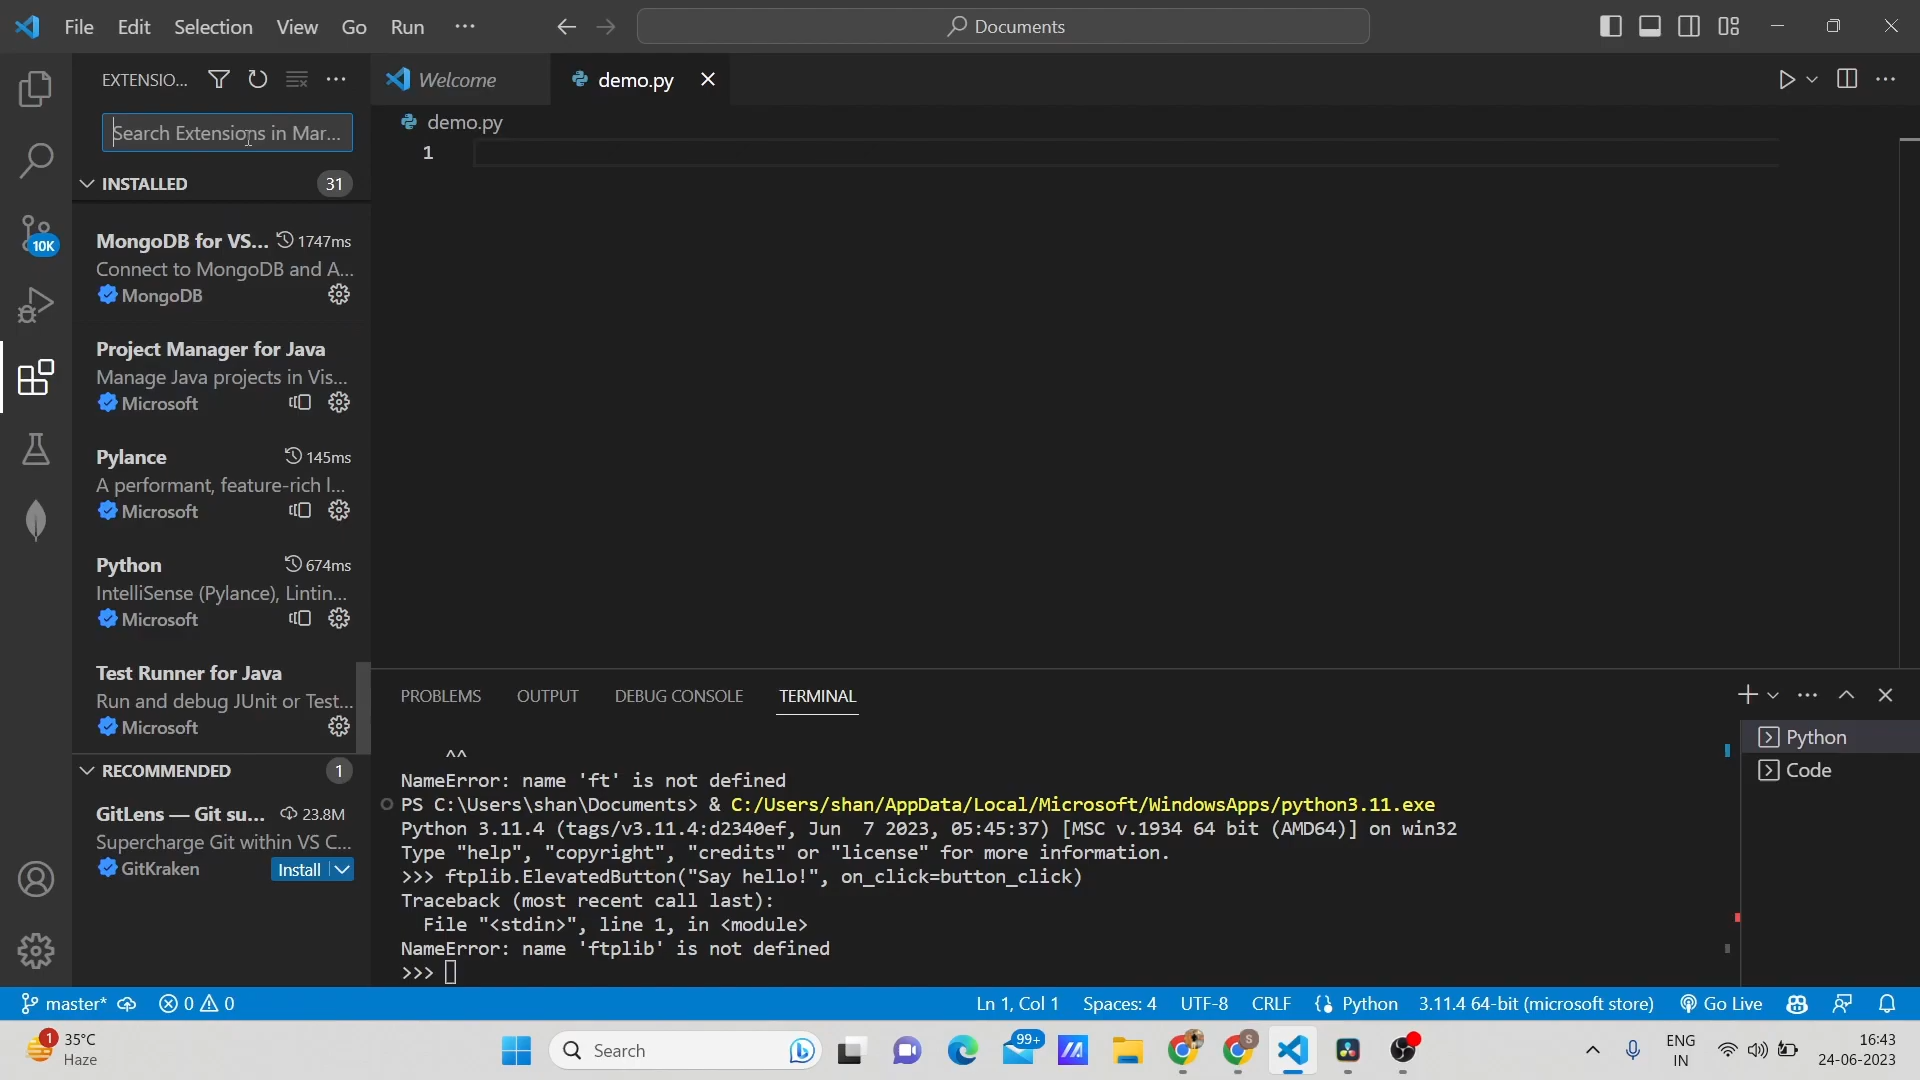 File Edit Selection View Go Run ···
Documents
EXTENSIO... ···
Welcome
demo.py
demo.py
Search Extensions in Mar...
1
INSTALLED 31
MongoDB for VS... 1747ms
Connect to MongoDB and A...
MongoDB
Project Manager for Java
Manage Java projects in Vis...
Microsoft
Pylance 145ms
A performant, feature-rich l...
Microsoft
Python 674ms
IntelliSense (Pylance), Lintin...
Microsoft
Test Runner for Java
Run and debug JUnit or Test...
Microsoft
RECOMMENDED 1
GitLens — Git su... 23.8M
Supercharge Git within VS C...
GitKraken Install
10K
PROBLEMS OUTPUT DEBUG CONSOLE TERMINAL
^^
NameError: name 'ft' is not defined
PS C:\Users\shan\Documents> & C:/Users/shan/AppData/Local/Microsoft/WindowsApps/python3.11.exe
Python 3.11.4 (tags/v3.11.4:d2340ef, Jun  7 2023, 05:45:37) [MSC v.1934 64 bit (AMD64)] on win32
Type "help", "copyright", "credits" or "license" for more information.
>>> ftplib.ElevatedButton("Say hello!", on_click=button_click)
Traceback (most recent call last):
  File "<stdin>", line 1, in <module>
NameError: name 'ftplib' is not defined
>>>
Python
Code
master* 0 0 Ln 1, Col 1 Spaces: 4 UTF-8 CRLF Python 3.11.4 64-bit (microsoft store) Go Live
1 35°C
Haze
Search
99+
S
ENG
IN
16:43
24-06-2023